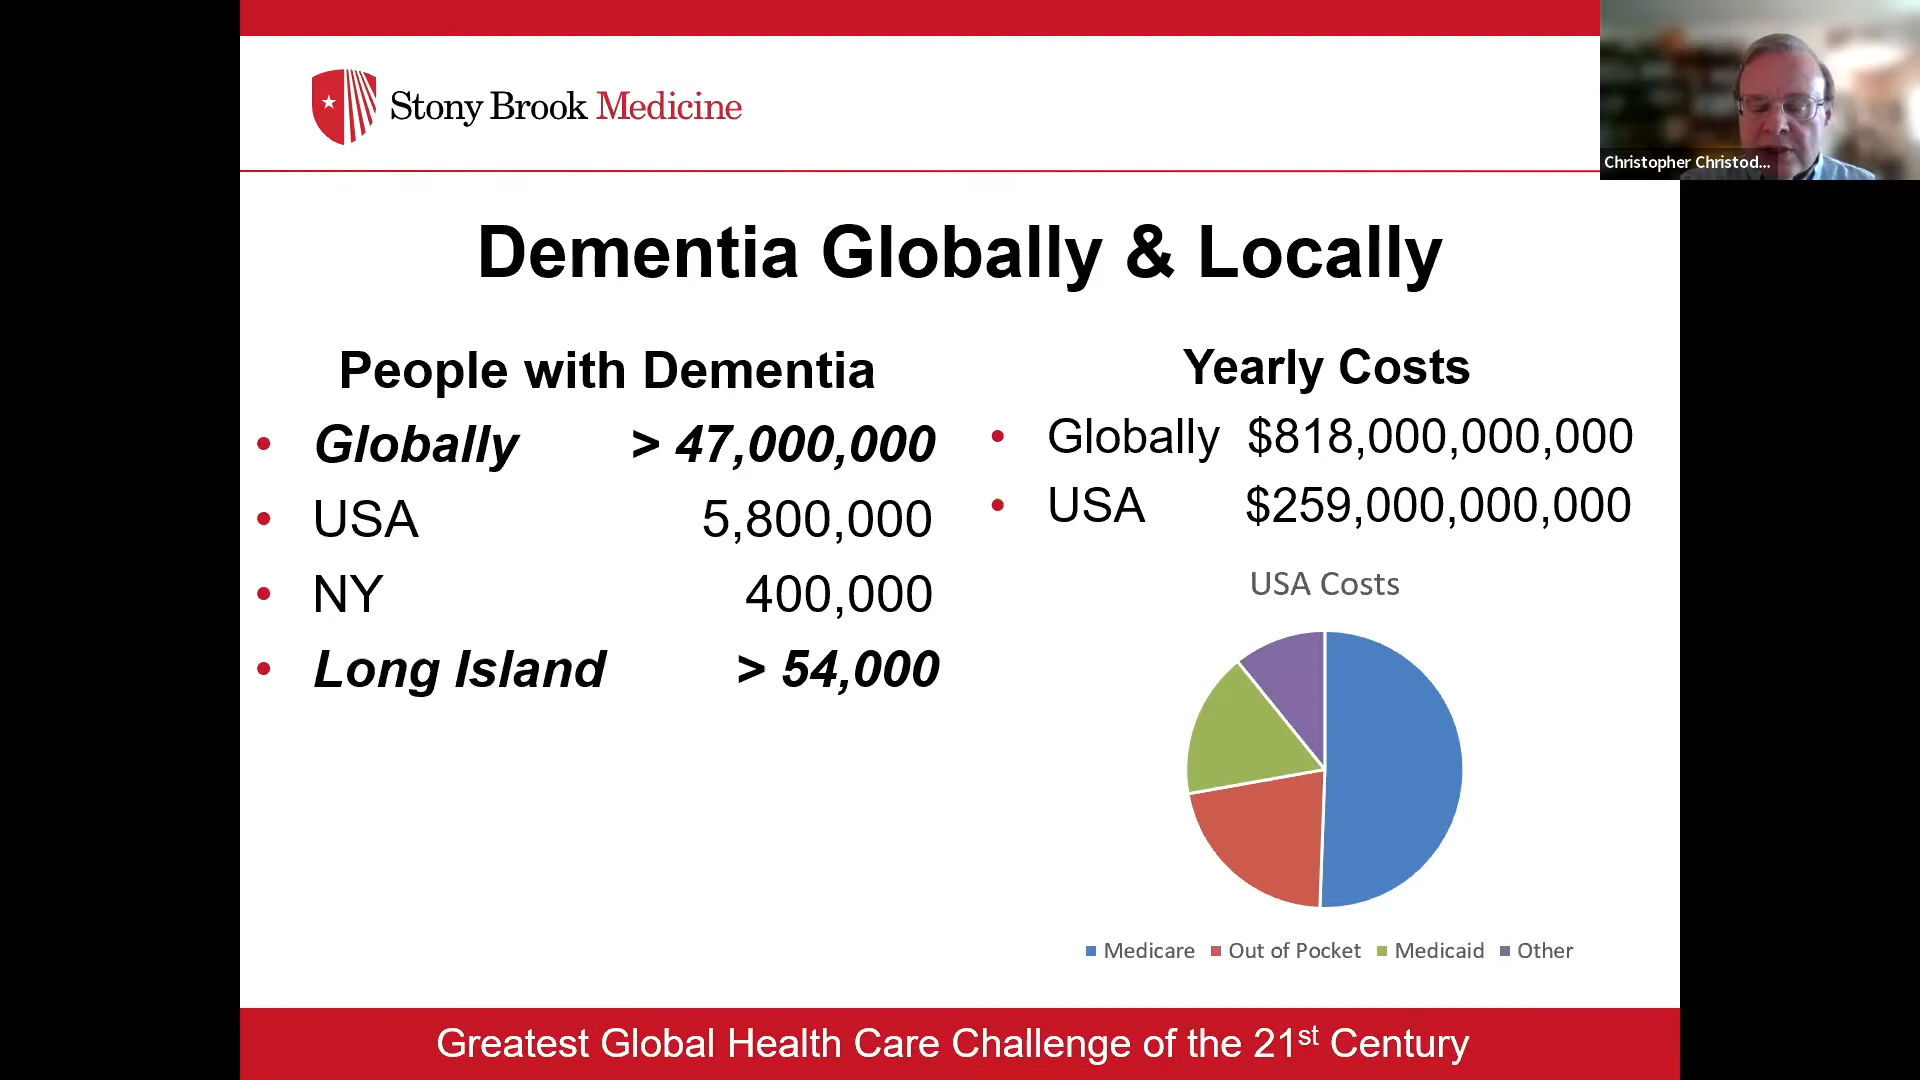 Stony Brook Medicine
Christopher Christod...
Dementia Globally & Locally
People with Dementia
• Globally > 47,000,000
• USA 5,800,000
• NY 400,000
• Long Island > 54,000
Yearly Costs
• Globally $818,000,000,000
• USA $259,000,000,000
USA Costs
Medicare Out of Pocket Medicaid Other
Greatest Global Health Care Challenge of the 21st Century